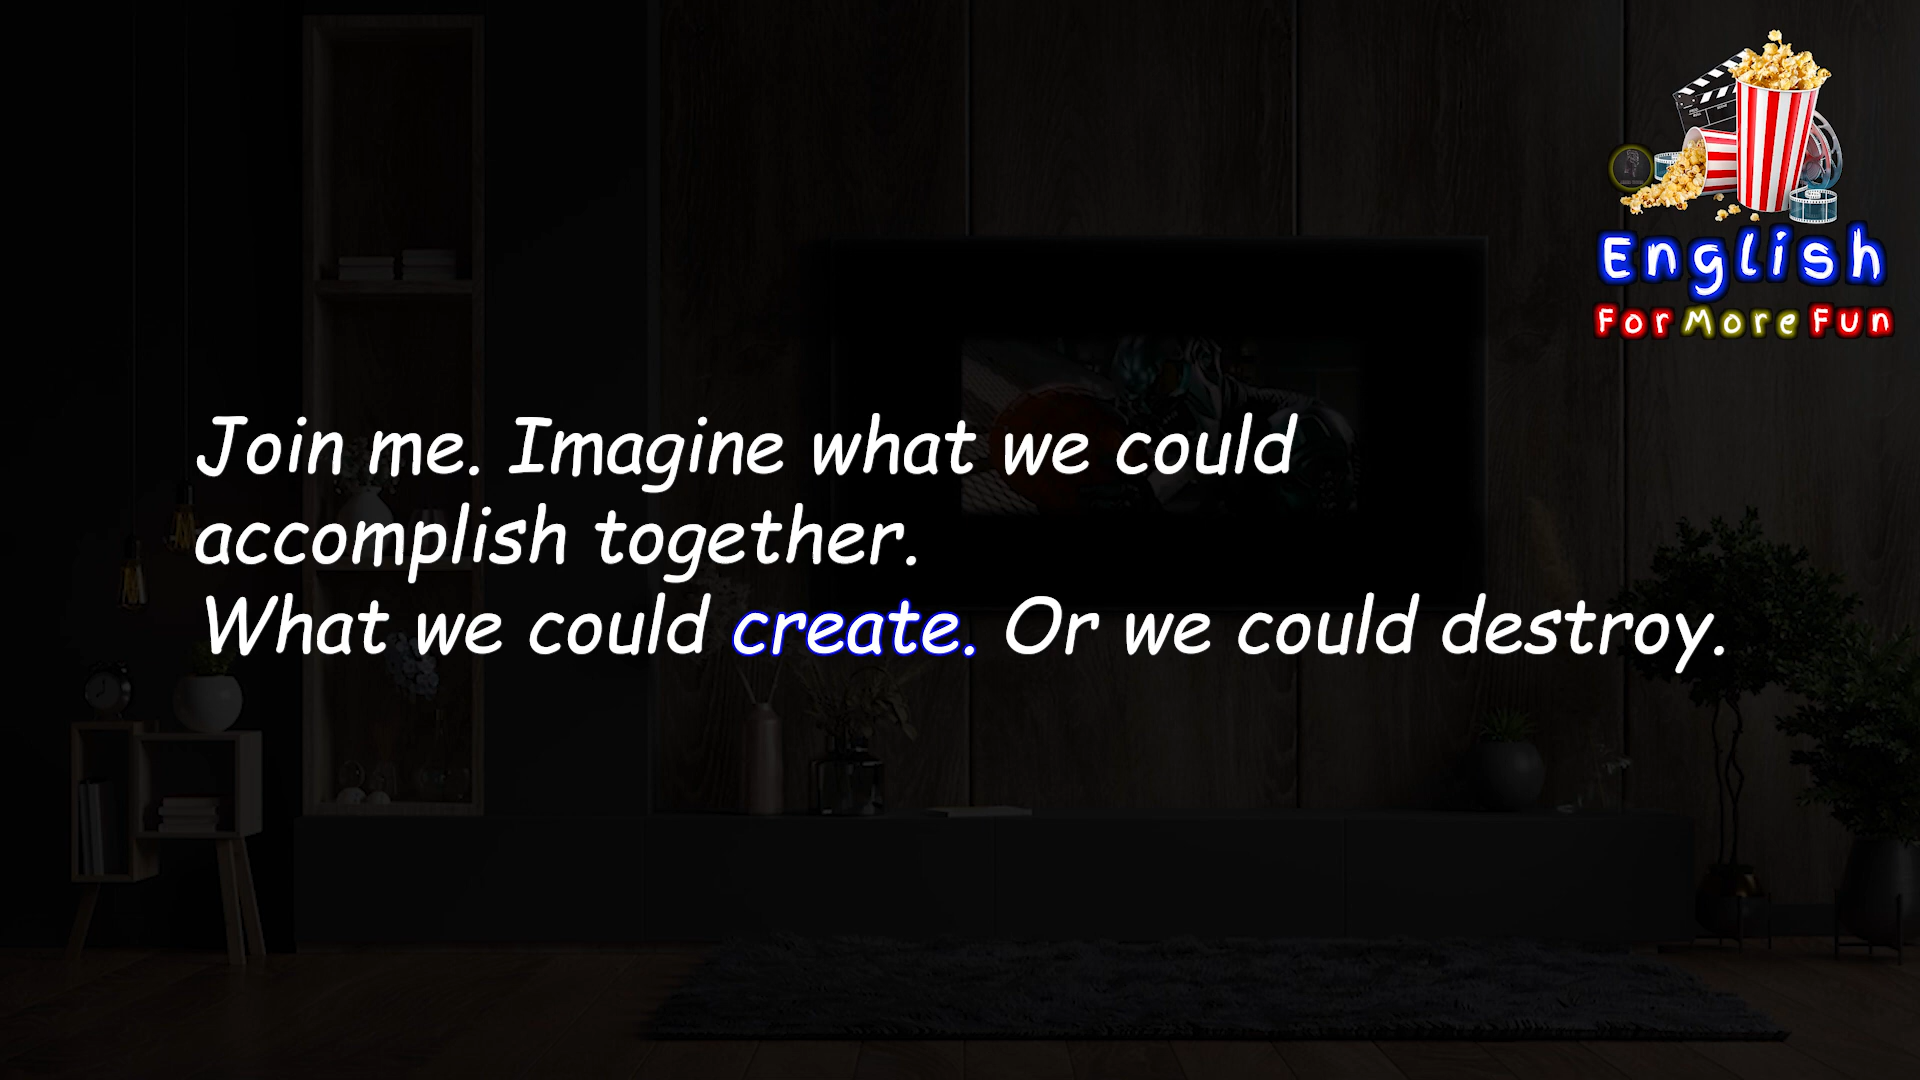 English
For More Fun
Join me. Imagine what we could
accomplish together.
What we could create. Or we could destroy.